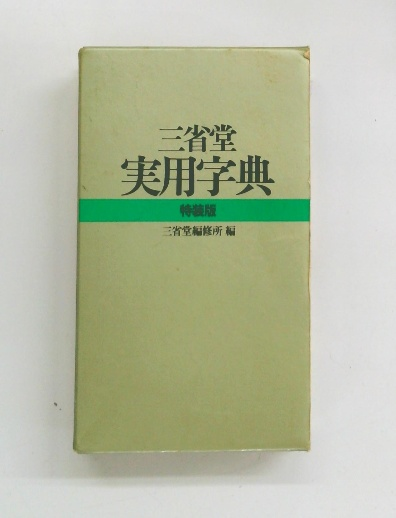 三省堂
実用字典
特装版
三省堂編修所 編